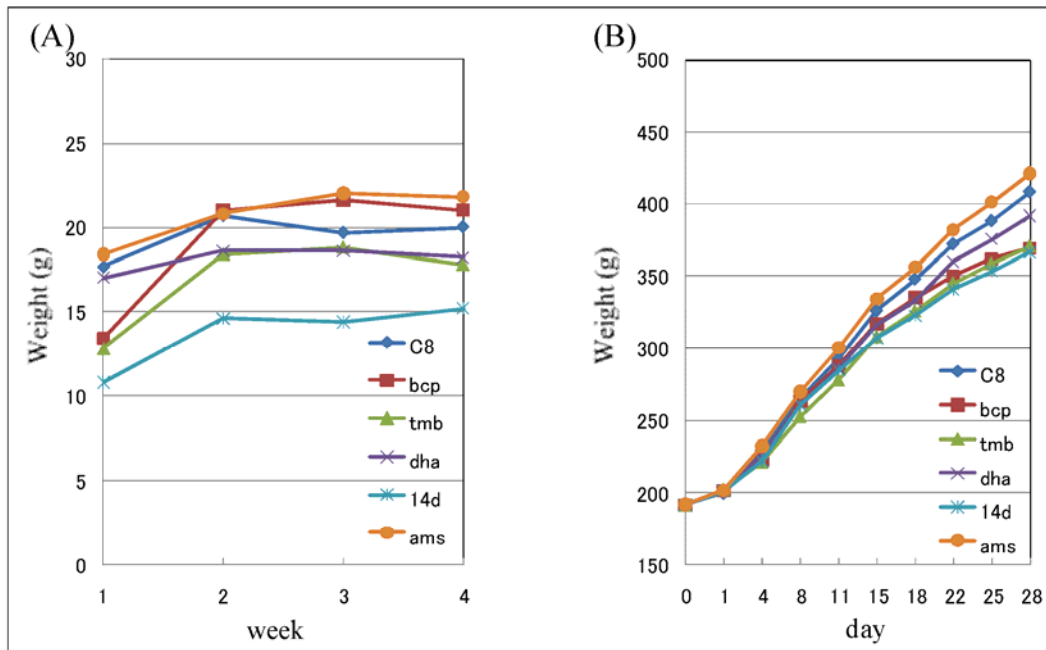 (A)
Weight (g)
30
25
20
15
10
5
0
1 2 3 4
week
C8
bcp
tmb
dha
14d
ams
(B)
Weight (g)
500
450
400
350
300
250
200
150
0 1 4 8 11 15 18 22 25 28
day
C8
bcp
tmb
dha
14d
ams